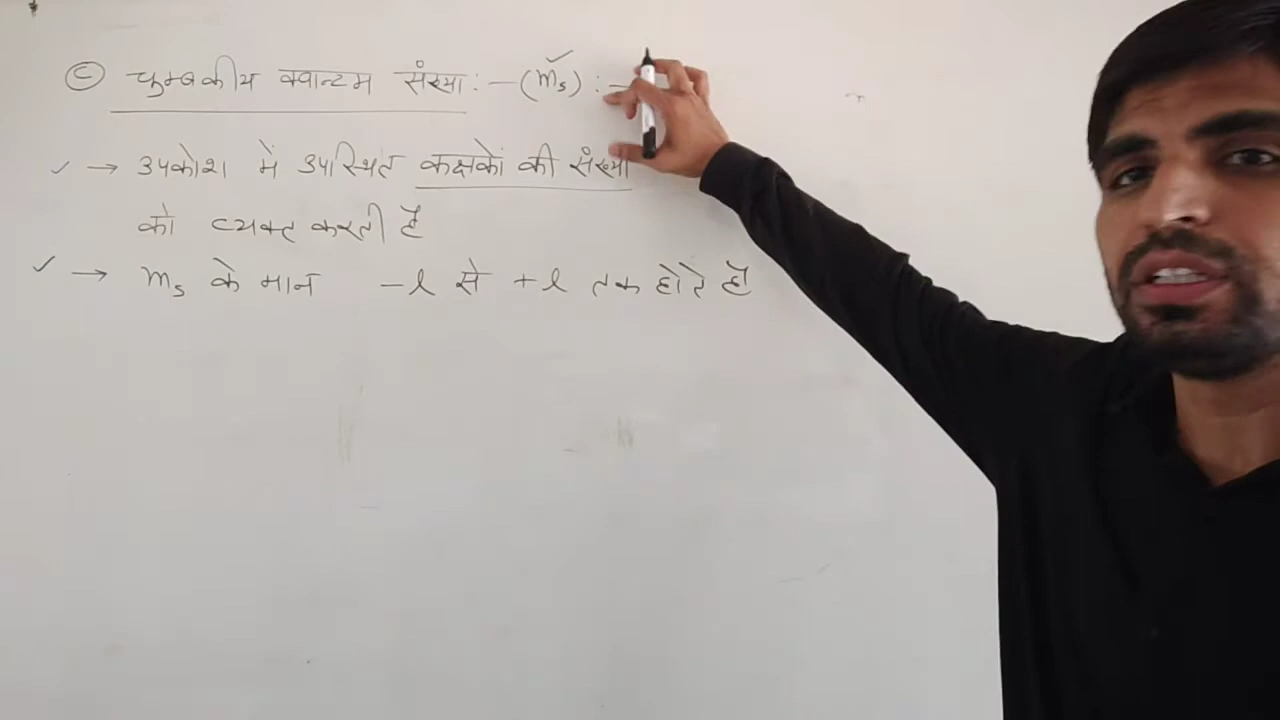 Ⓒ चुम्बकीय क्वान्टम संख्या : - (ms) : -
→ उपकोश में उपस्थित कक्षकों की संख्या
को व्यक्त करती है
→ ms के मान -l से +l तक होते हैं